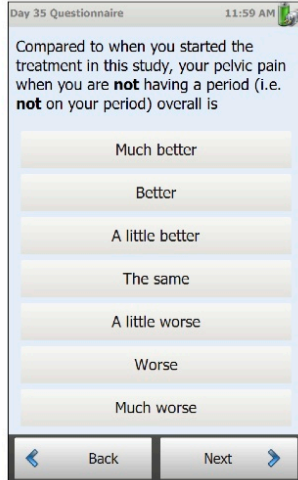 Day 35 Questionnaire 11:59 AM
Compared to when you started the
treatment in this study, your pelvic pain
when you are not having a period (i.e.
not on your period) overall is
Much better
Better
A little better
The same
A little worse
Worse
Much worse
Back Next